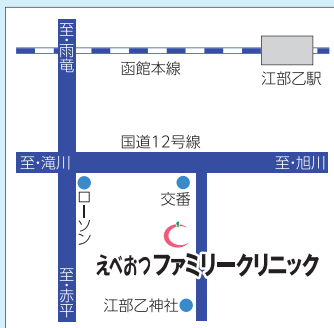 至・雨竜
函館本線
江部乙駅
国道12号線
至・滝川
至・旭川
ローソン
交番
えべおつファミリークリニック
至・赤平
江部乙神社